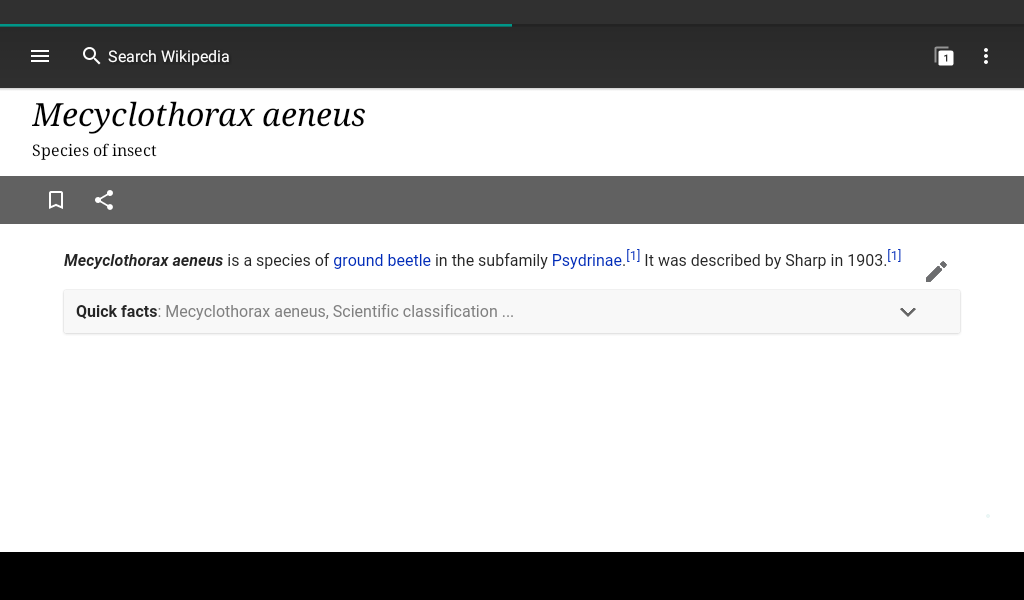 Search Wikipedia
1
Mecyclothorax aeneus
Species of insect
Mecyclothorax aeneus is a species of ground beetle in the subfamily Psydrinae.[1] It was described by Sharp in 1903.[1]
Quick facts: Mecyclothorax aeneus, Scientific classification ...